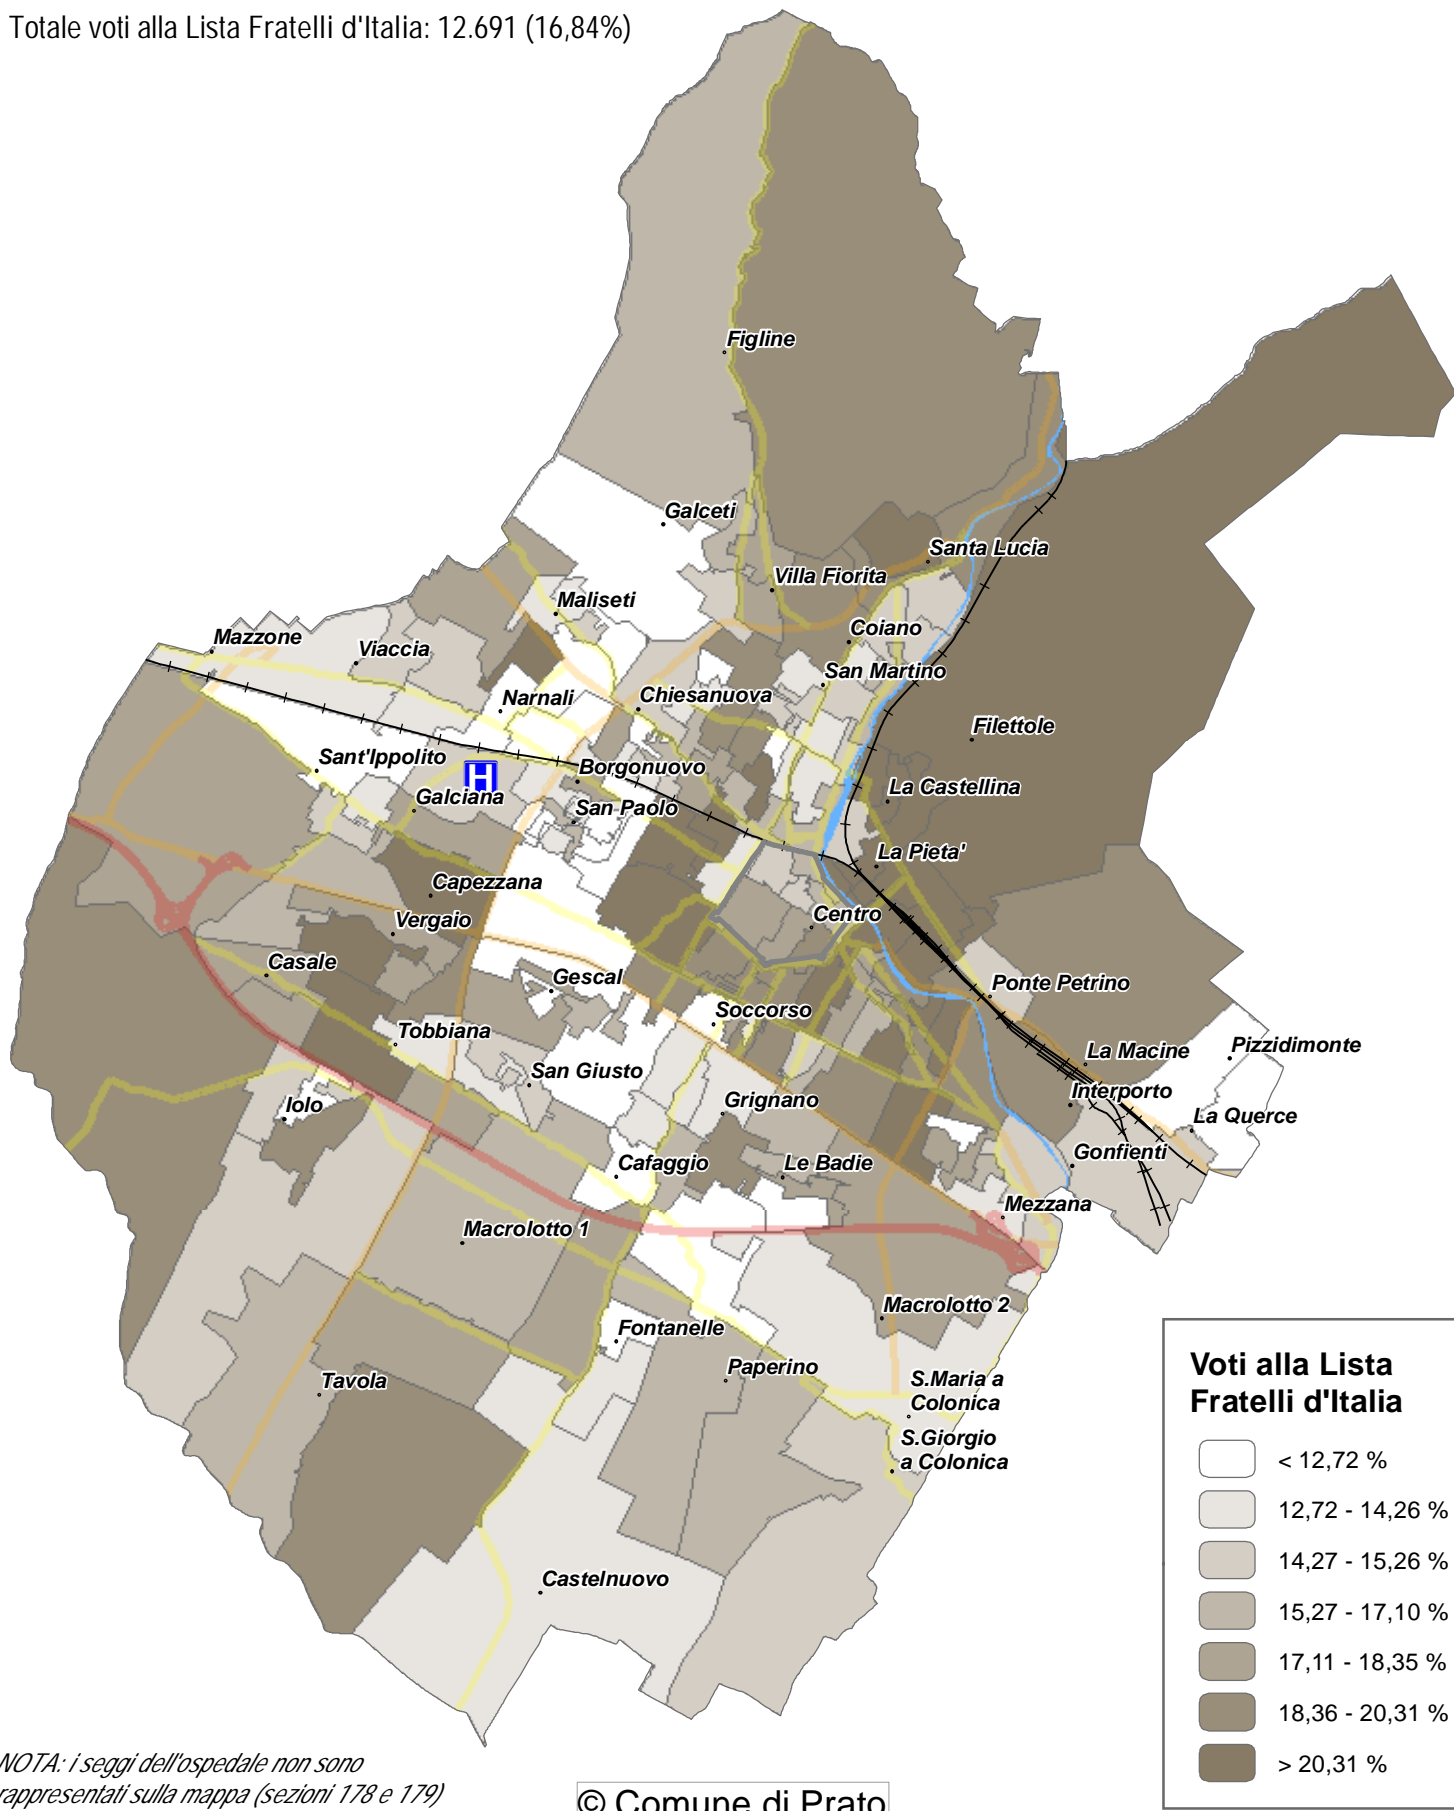 Totale voti alla Lista Fratelli d'Italia: 12.691 (16,84%)
Figline
Galceti
Santa Lucia
Villa Fiorita
Maliseti
Coiano
Mazzone
Viaccia
San Martino
Narnali
Chiesanuova
Filettole
Sant'Ippolito
H
Borgonuovo
La Castellina
Galciana
San Paolo
La Pieta'
Capezzana
Centro
Vergaio
Casale
Gescal
Ponte Petrino
Soccorso
Tobbiana
La Macine
Pizzidimonte
San Giusto
Interporto
Iolo
Grignano
La Querce
Gonfienti
Cafaggio
Le Badie
Mezzana
Macrolotto 1
Macrolotto 2
Fontanelle
Paperino
S.Maria a
Colonica
Tavola
S.Giorgio
a Colonica
Castelnuovo
Voti alla Lista
Fratelli d'Italia
< 12,72 %
12,72 - 14,26 %
14,27 - 15,26 %
15,27 - 17,10 %
17,11 - 18,35 %
18,36 - 20,31 %
> 20,31 %
NOTA: i seggi dell'ospedale non sono
rappresentati sulla mappa (sezioni 178 e 179)
© Comune di Prato